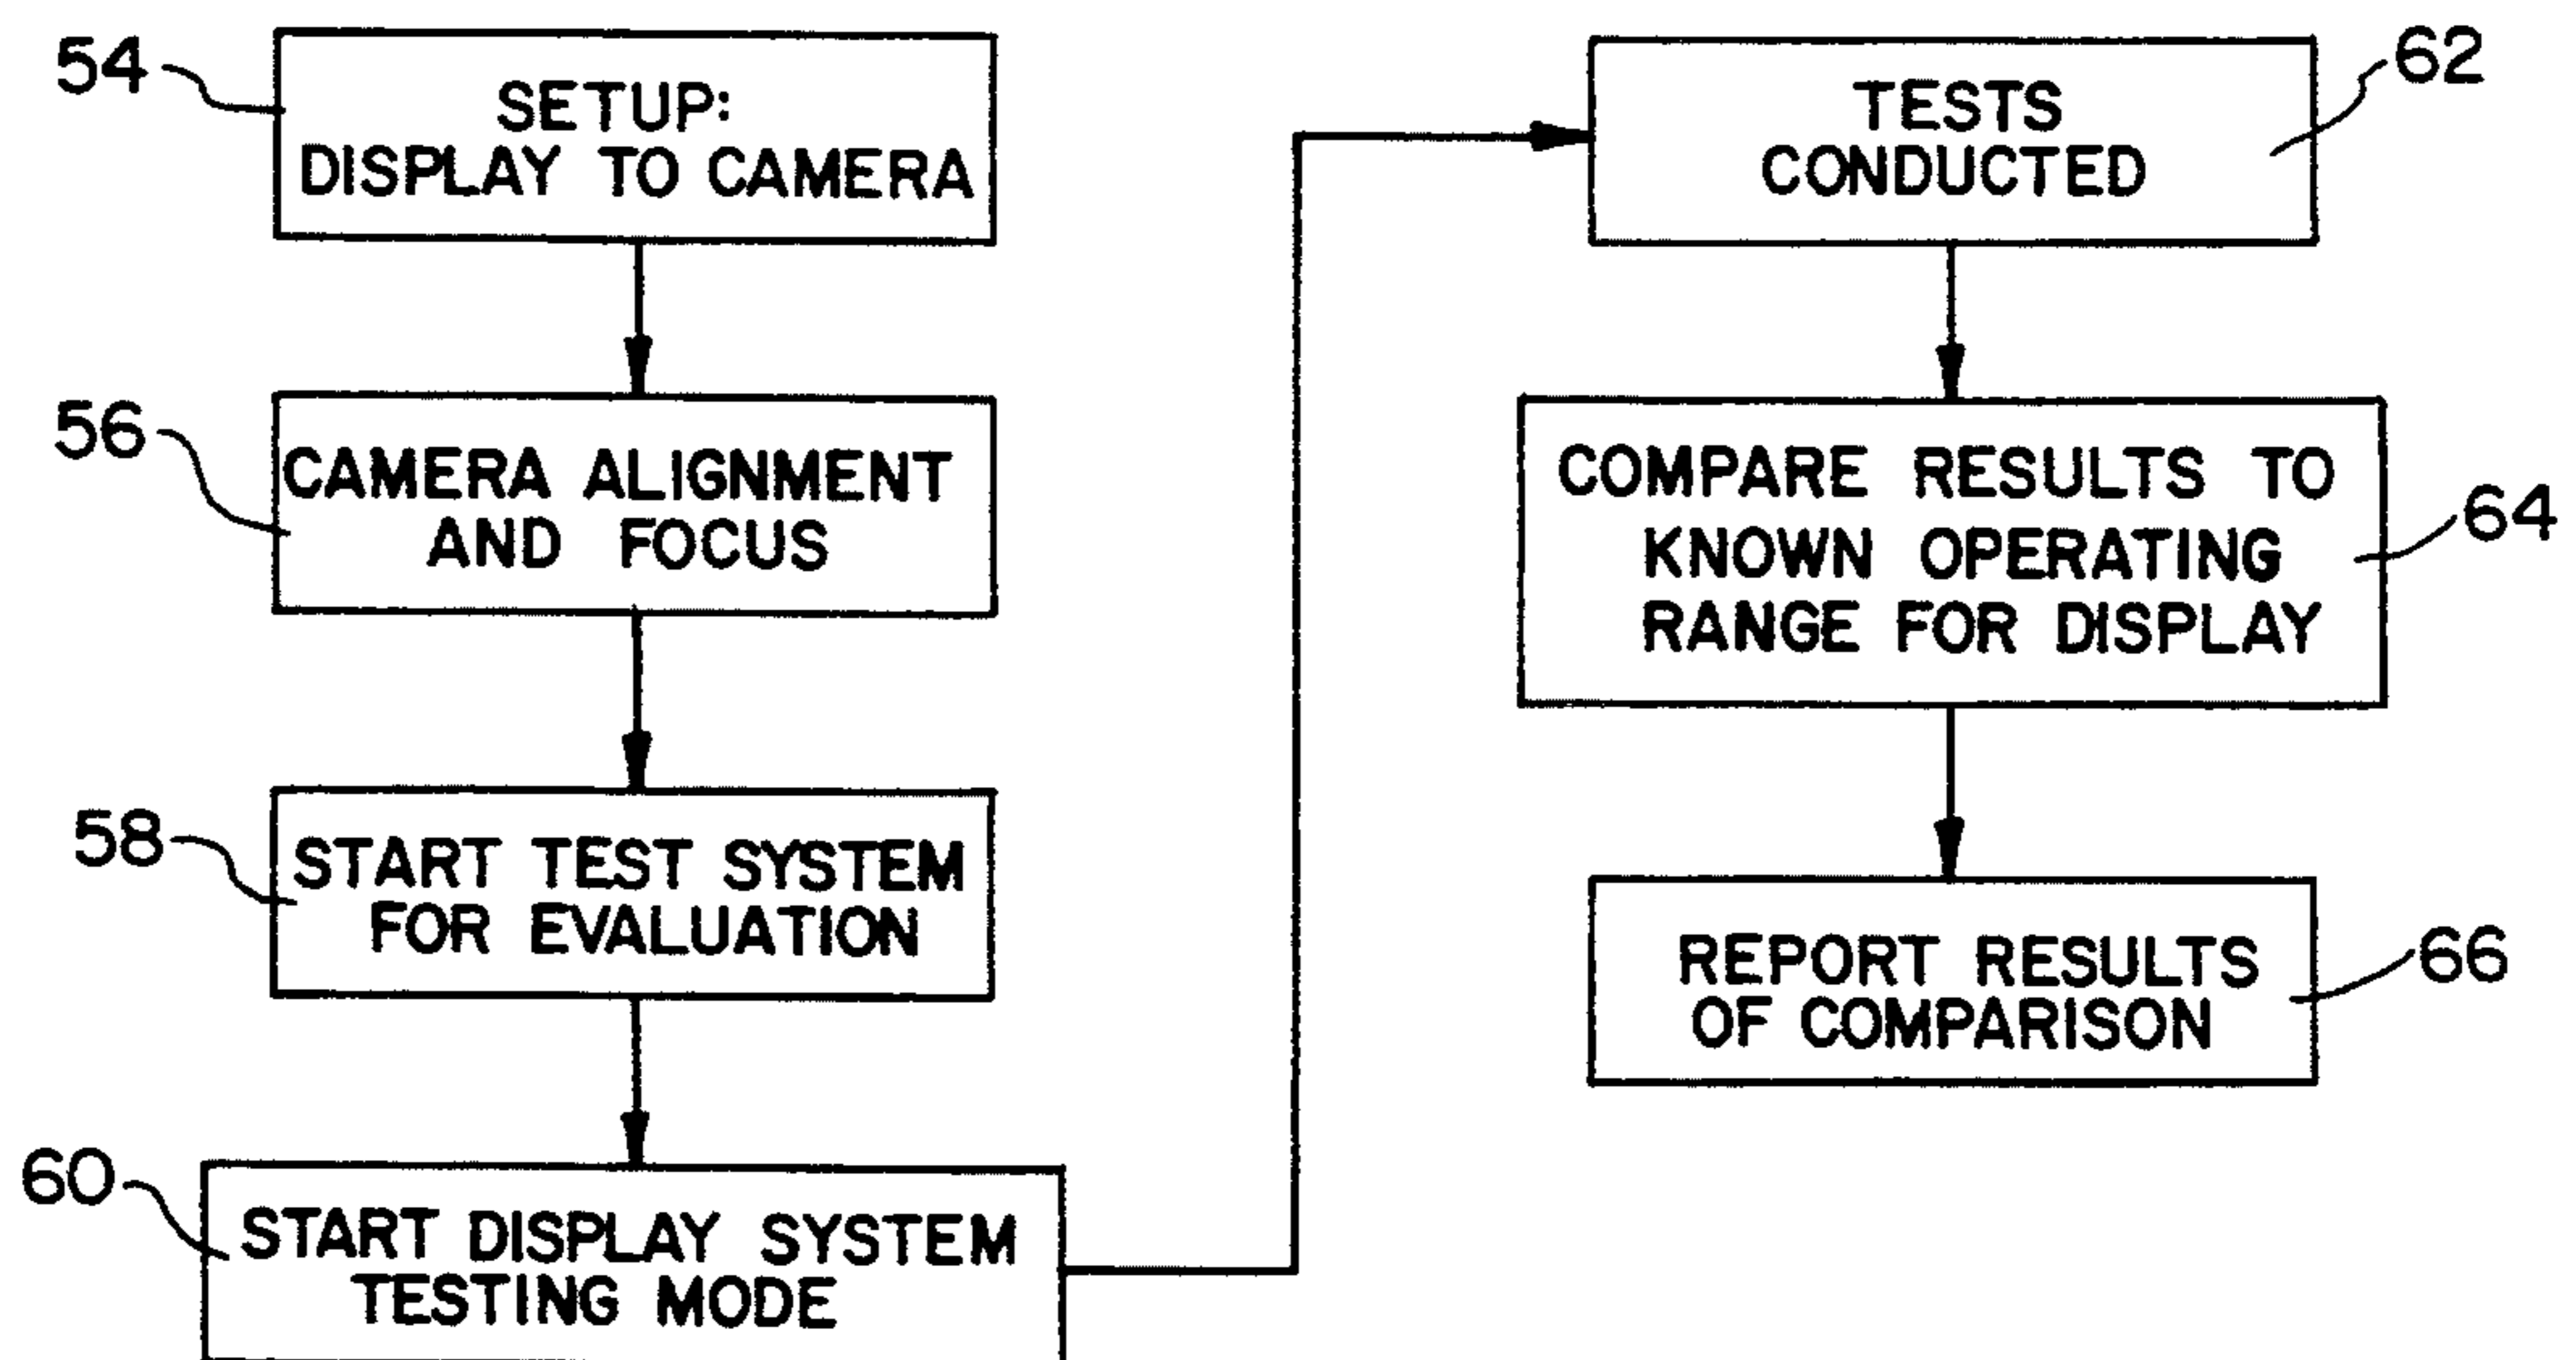 54
SETUP:
DISPLAY TO CAMERA
56
CAMERA ALIGNMENT
AND FOCUS
58
START TEST SYSTEM
FOR EVALUATION
60
START DISPLAY SYSTEM
TESTING MODE
62
TESTS
CONDUCTED
64
COMPARE RESULTS TO
KNOWN OPERATING
RANGE FOR DISPLAY
66
REPORT RESULTS
OF COMPARISON